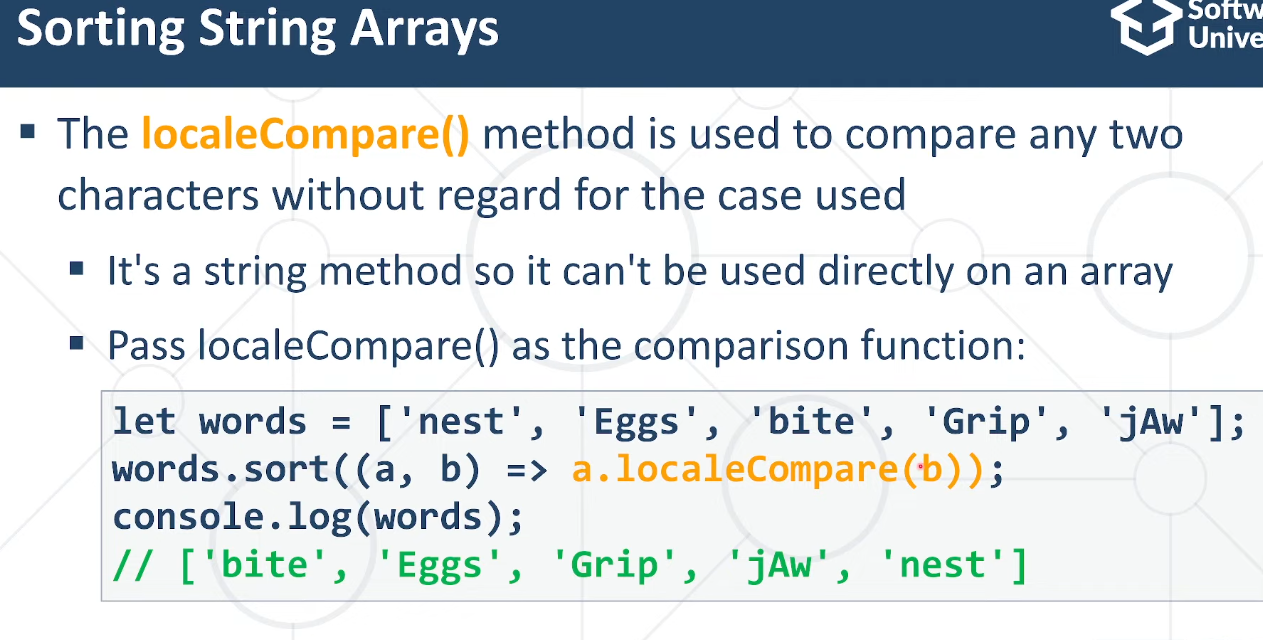 Sorting String Arrays
Softw
Unive
▪ The localeCompare() method is used to compare any two
characters without regard for the case used
▪ It's a string method so it can't be used directly on an array
▪ Pass localeCompare() as the comparison function:
let words = ['nest', 'Eggs', 'bite', 'Grip', 'jAw'];
words.sort((a, b) => a.localeCompare(b));
console.log(words);
// ['bite', 'Eggs', 'Grip', 'jAw', 'nest']